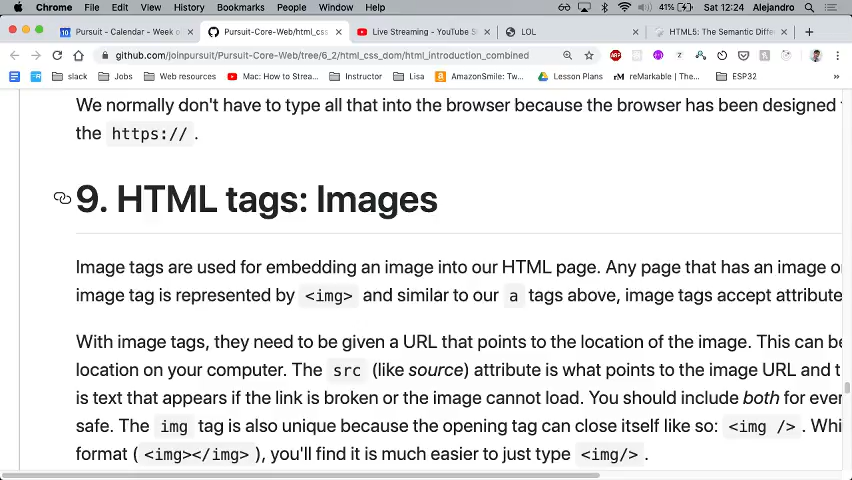 Chrome File Edit View History Bookmarks People Window Help 41% Sat 12:24 Alejandro
Pursuit - Calendar - Week o
Pursuit-Core-Web/html_css
Live Streaming - YouTube S
LOL
HTML5: The Semantic Diffe
github.com/joinpursuit/Pursuit-Core-Web/tree/6_2/html_css_dom/html_introduction_combined
slack Jobs Web resources Mac: How to Strea... Instructor Lisa AmazonSmile: Tw... Lesson Plans reMarkable | The... ESP32
We normally don't have to type all that into the browser because the browser has been designed
the https:// .
9. HTML tags: Images
Image tags are used for embedding an image into our HTML page. Any page that has an image o
image tag is represented by <img> and similar to our a tags above, image tags accept attribute
With image tags, they need to be given a URL that points to the location of the image. This can be
location on your computer. The src (like source) attribute is what points to the image URL and t
is text that appears if the link is broken or the image cannot load. You should include both for ever
safe. The img tag is also unique because the opening tag can close itself like so: <img /> . Whi
format ( <img></img> ), you'll find it is much easier to just type <img/> .